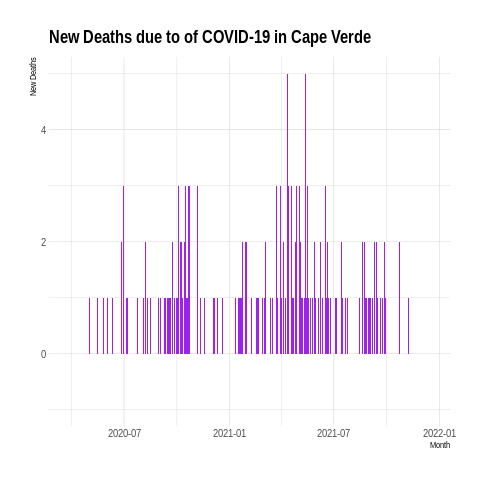 New Deaths due to of COVID-19 in Cape Verde
New Deaths
4
2
0
2020-07 2021-01 2021-07 2022-01
Month